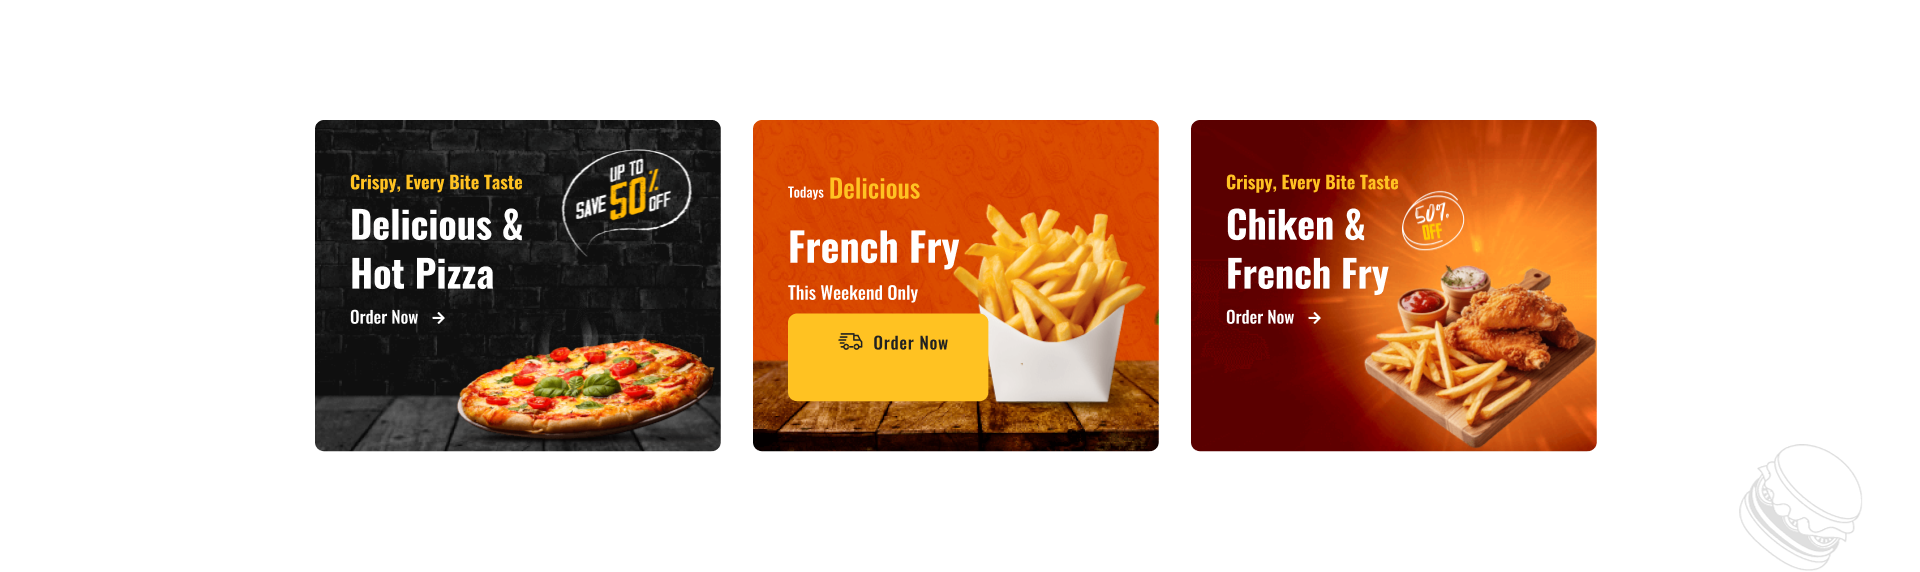 Crispy, Every Bite Taste
Delicious &
Hot Pizza
Order Now
UP TO
SAVE 50% OFF
Todays Delicious
French Fry
This Weekend Only
Order Now
Crispy, Every Bite Taste
Chiken &
French Fry
Order Now
50%
OFF